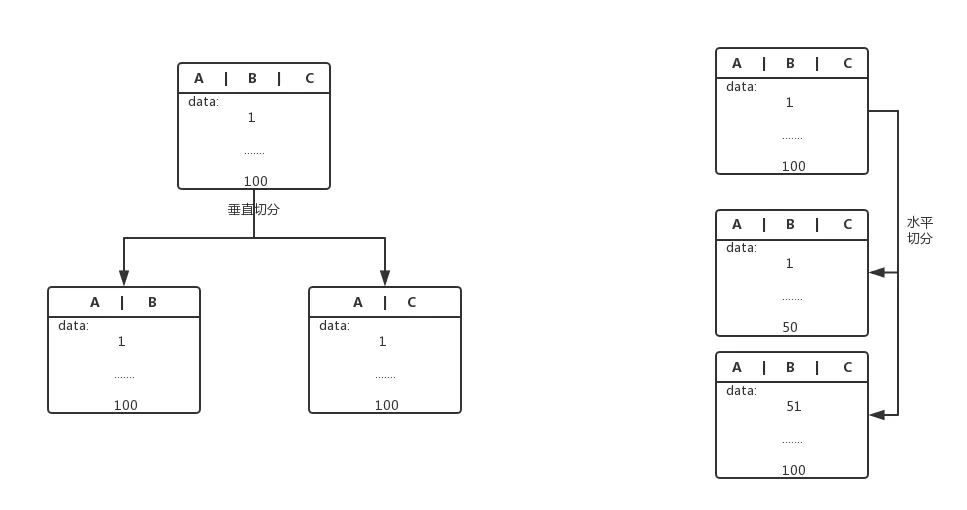 A | B | C
data:
1
.......
100
垂直切分
A | B
data:
1
.......
100
A | C
data:
1
.......
100
A | B | C
data:
1
.......
100
水平
切分
A | B | C
data:
1
.......
50
A | B | C
data:
51
.......
100